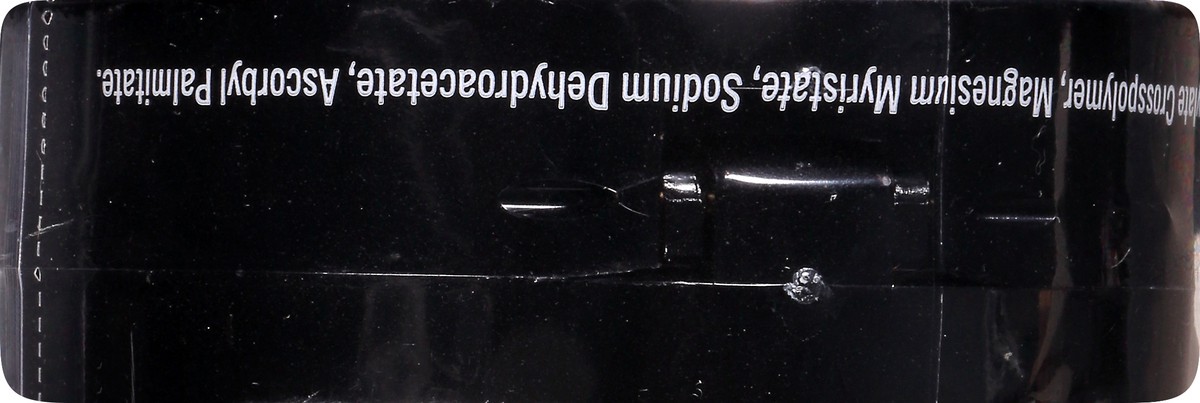 Crosspolymer, Magnesium Myristate, Sodium Dehydroacetate, Ascorbyl Palmitate.